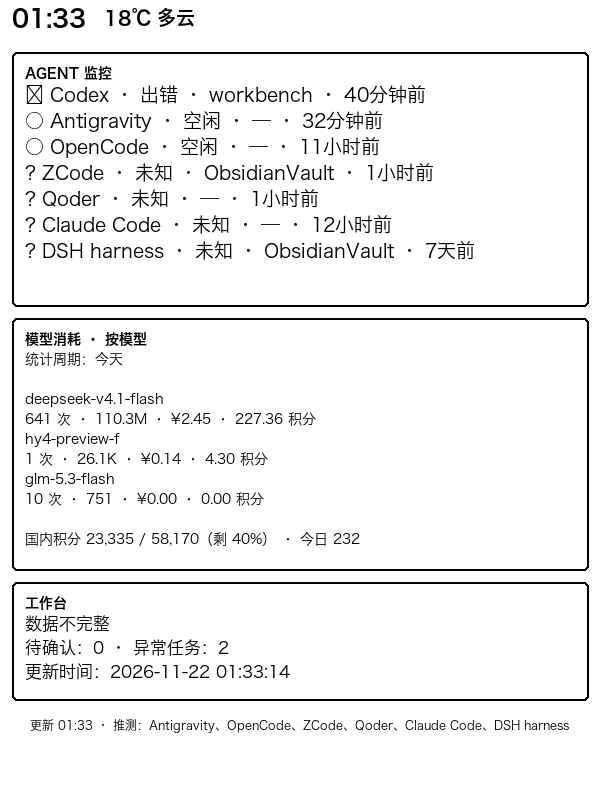 01:33 18℃ 多云
AGENT 监控
☒ Codex · 出错 · workbench · 40分钟前
○ Antigravity · 空闲 · — · 32分钟前
○ OpenCode · 空闲 · — · 11小时前
? ZCode · 未知 · ObsidianVault · 1小时前
? Qoder · 未知 · — · 1小时前
? Claude Code · 未知 · — · 12小时前
? DSH harness · 未知 · ObsidianVault · 7天前
模型消耗 · 按模型
统计周期：今天
deepseek-v4.1-flash
641 次 · 110.3M · ¥2.45 · 227.36 积分
hy4-preview-f
1 次 · 26.1K · ¥0.14 · 4.30 积分
glm-5.3-flash
10 次 · 751 · ¥0.00 · 0.00 积分
国内积分 23,335 / 58,170（剩 40%） · 今日 232
工作台
数据不完整
待确认：0 · 异常任务：2
更新时间：2026-11-22 01:33:14
更新 01:33 · 推测：Antigravity、OpenCode、ZCode、Qoder、Claude Code、DSH harness